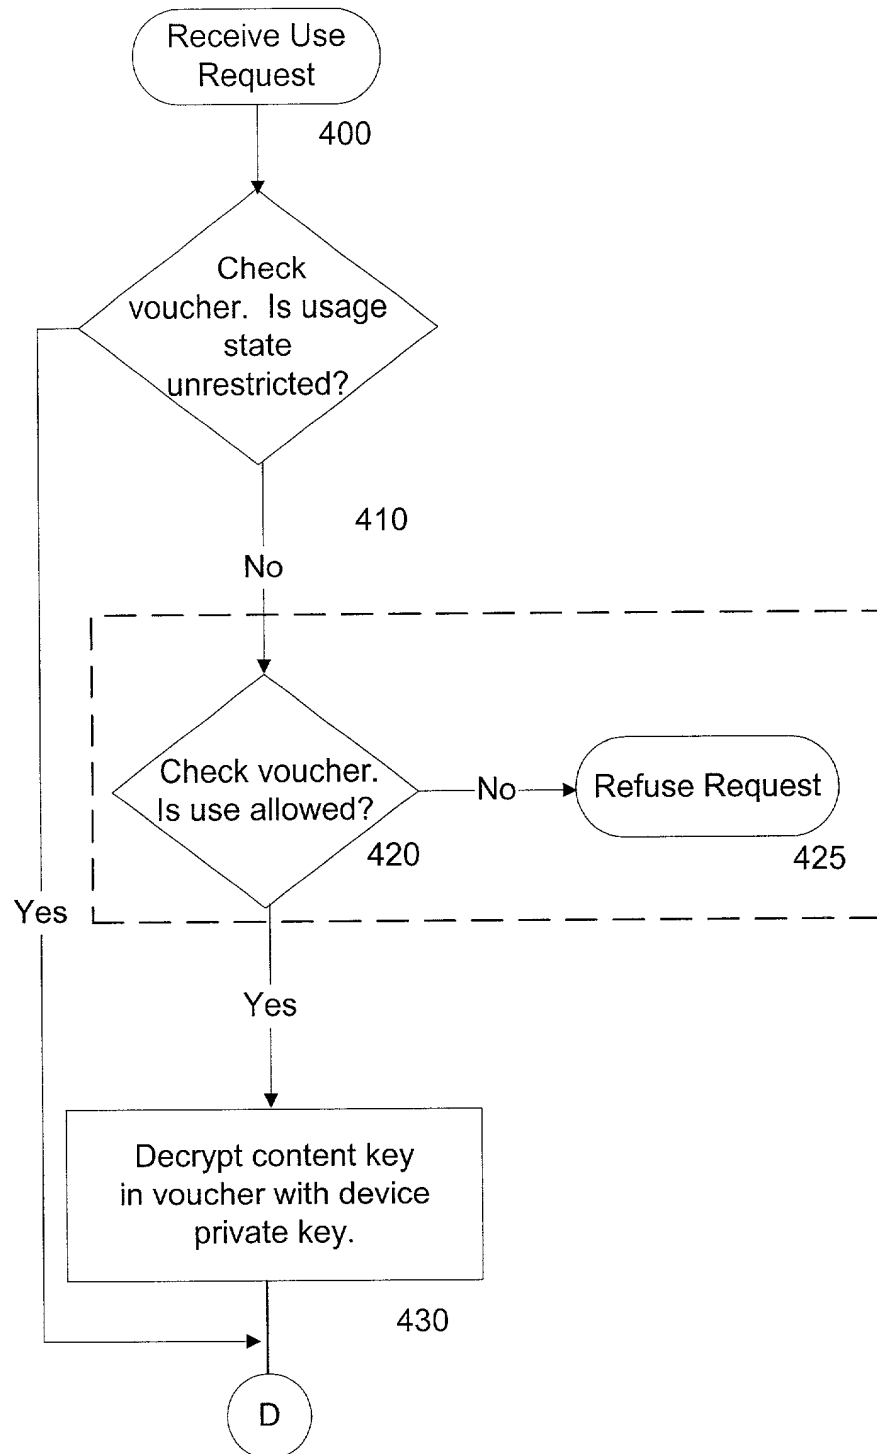 Receive Use
Request
400
Check
voucher.  Is usage
state
unrestricted?
410
No
Check voucher.
Is use allowed?
No
Refuse Request
420
425
Yes
Yes
Decrypt content key
in voucher with device
private key.
430
D